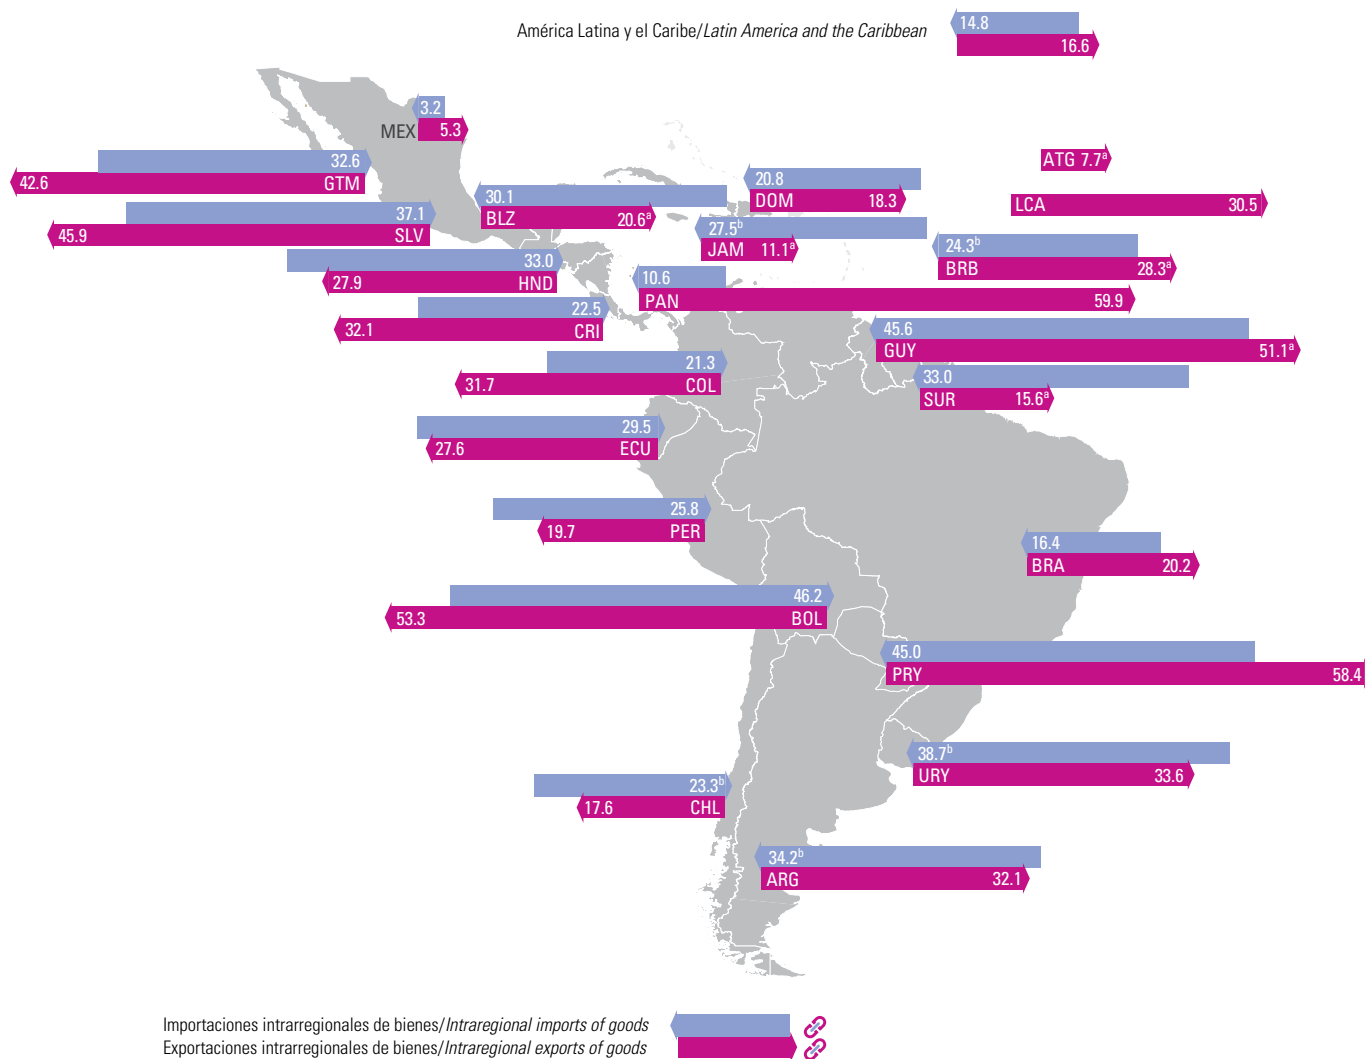 14.8
América Latina y el Caribe/Latin America and the Caribbean
16.6
3.2
MEX 5.3
32.6
42.6 GTM
ATG 7.7ª
20.8
DOM 18.3
30.1
BLZ 20.6ª
LCA 30.5
37.1
45.9 SLV
27.5ᵇ
JAM 11.1ª
24.3ᵇ
BRB 28.3ª
33.0
27.9 HND
10.6
PAN 59.9
22.5
32.1 CRI
45.6
GUY 51.1ª
21.3
31.7 COL
33.0
SUR 15.6ª
29.5
27.6 ECU
25.8
19.7 PER
16.4
BRA 20.2
46.2
53.3 BOL
45.0
PRY 58.4
38.7ᵇ
URY 33.6
23.3ᵇ
17.6 CHL
34.2ᵇ
ARG 32.1
Importaciones intrarregionales de bienes/Intraregional imports of goods
Exportaciones intrarregionales de bienes/Intraregional exports of goods